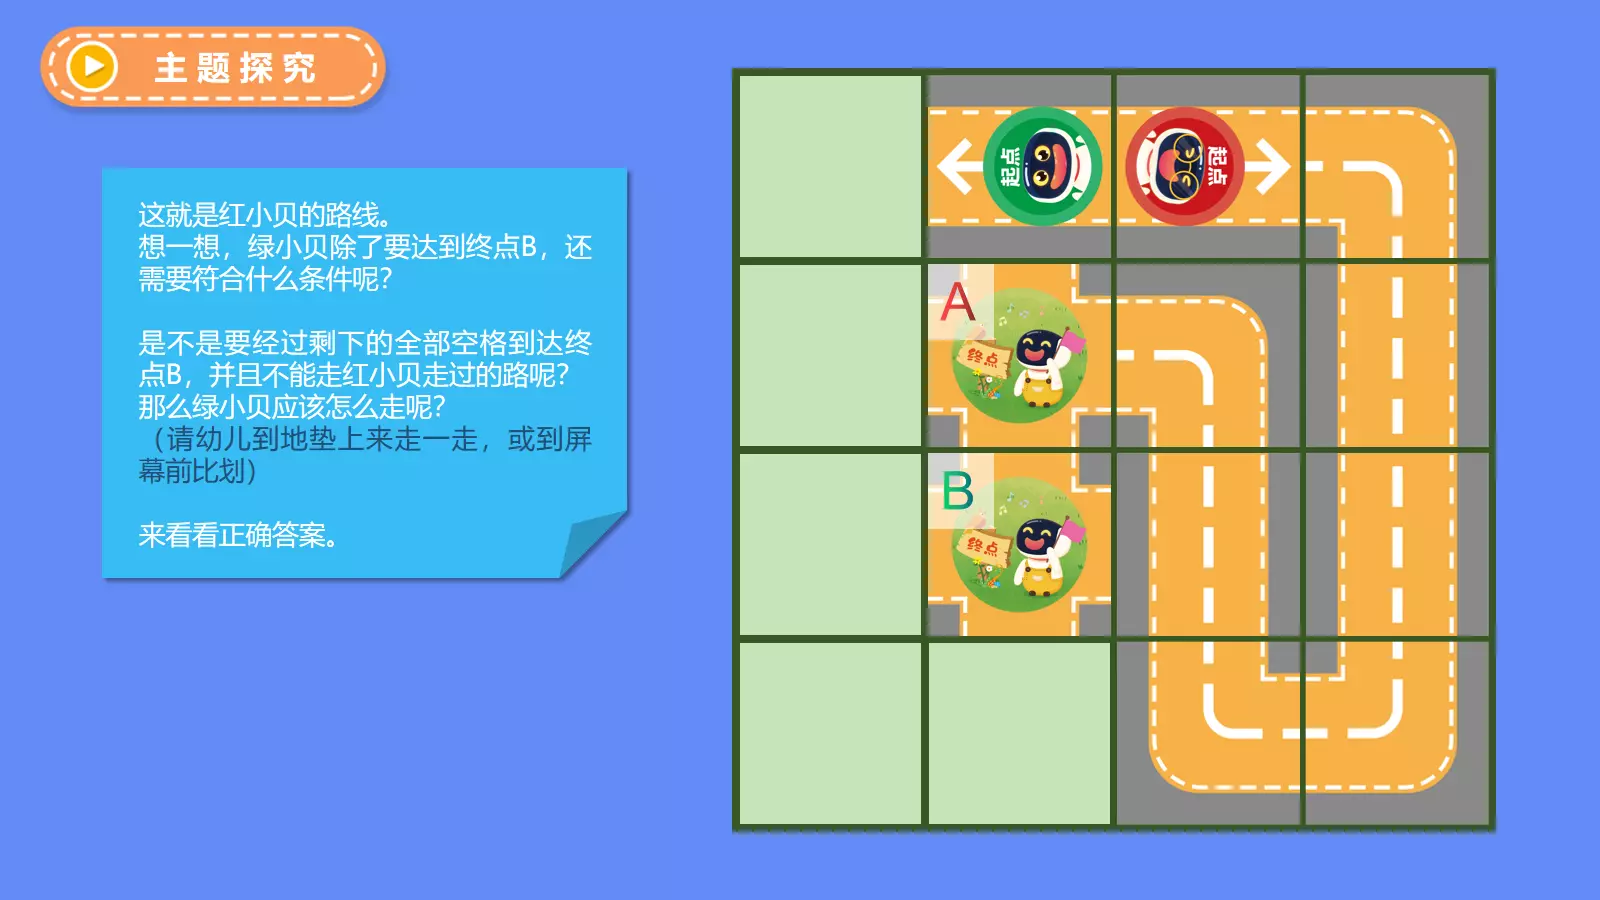 主题探究
这就是红小贝的路线。
想一想，绿小贝除了要达到终点B，还
需要符合什么条件呢？
是不是要经过剩下的全部空格到达终
点B，并且不能走红小贝走过的路呢？
那么绿小贝应该怎么走呢？
（请幼儿到地垫上来走一走，或到屏
幕前比划）
来看看正确答案。
起点
起点
A
终点
B
终点